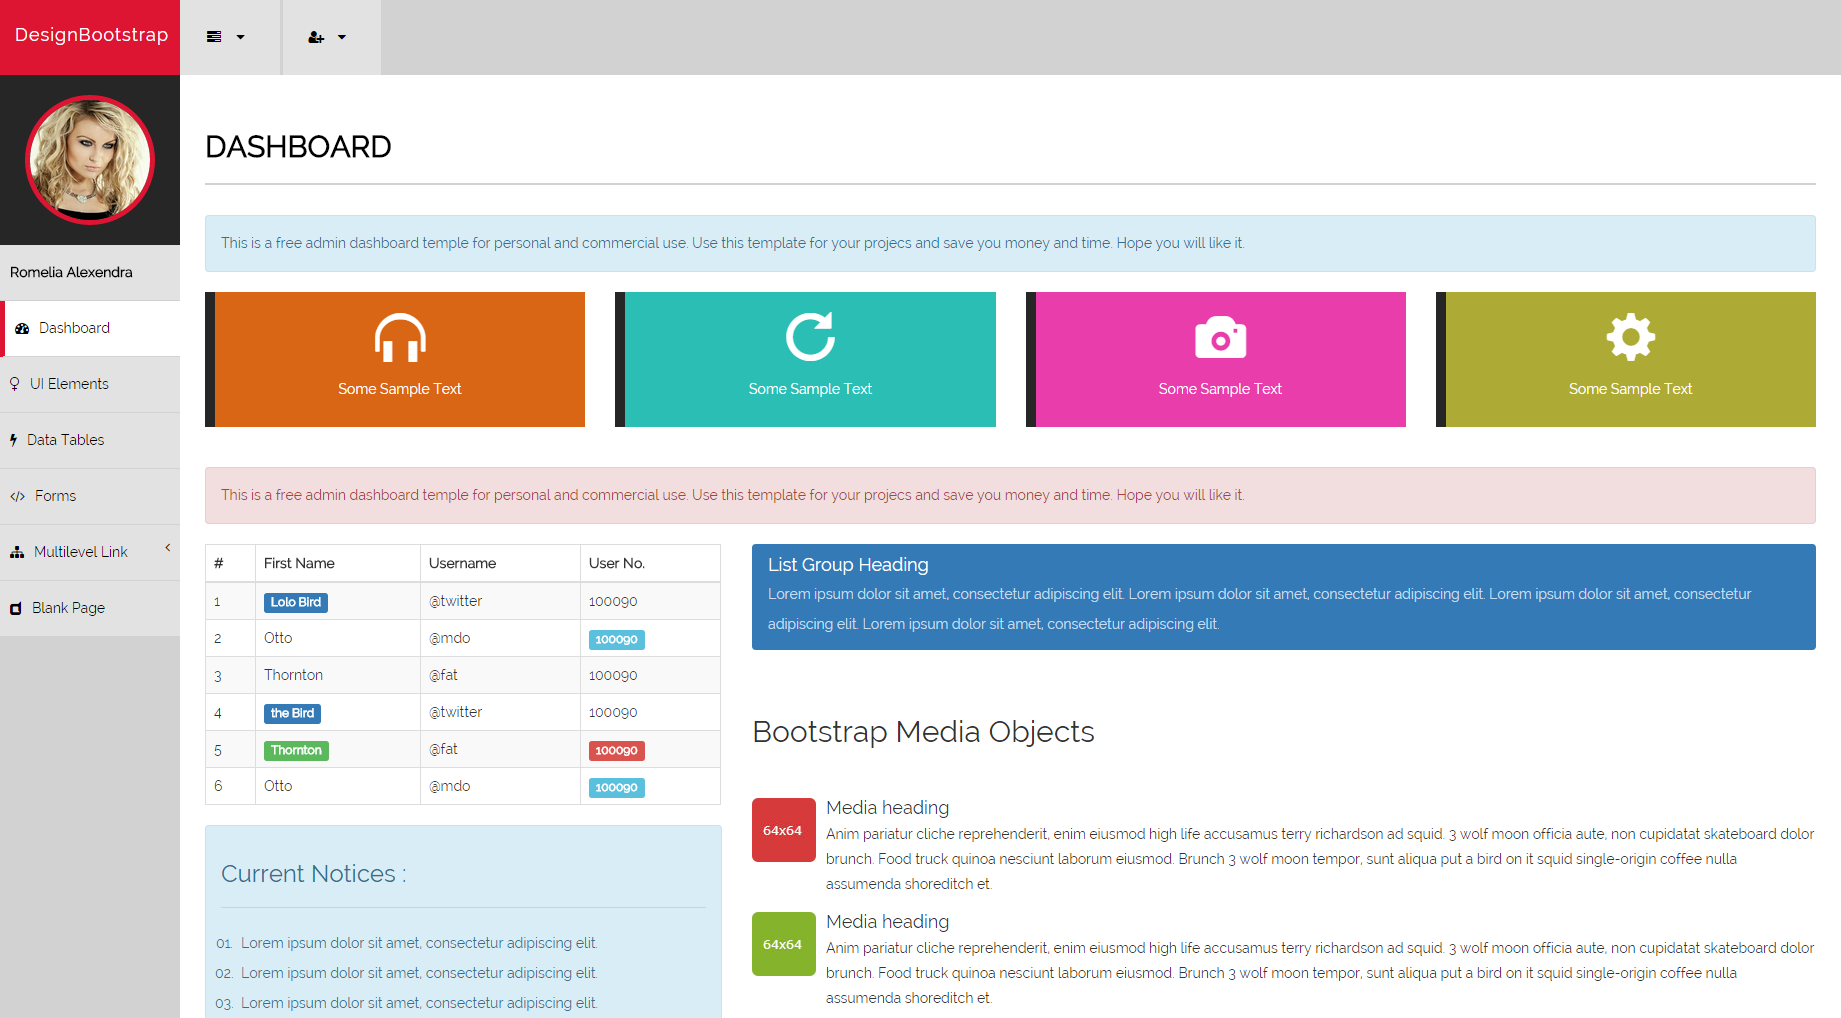 DesignBootstrap
Romelia Alexendra
Dashboard
UI Elements
Data Tables
Forms
Multilevel Link
Blank Page
DASHBOARD
This is a free admin dashboard temple for personal and commercial use. Use this template for your projecs and save you money and time. Hope you will like it.
Some Sample Text
Some Sample Text
Some Sample Text
Some Sample Text
This is a free admin dashboard temple for personal and commercial use. Use this template for your projecs and save you money and time. Hope you will like it.
# First Name Username User No.
1 Lolo Bird @twitter 100090
2 Otto @mdo 100090
3 Thornton @fat 100090
4 the Bird @twitter 100090
5 Thornton @fat 100090
6 Otto @mdo 100090
Current Notices :
01. Lorem ipsum dolor sit amet, consectetur adipiscing elit.
02. Lorem ipsum dolor sit amet, consectetur adipiscing elit.
03. Lorem ipsum dolor sit amet, consectetur adipiscing elit.
List Group Heading
Lorem ipsum dolor sit amet, consectetur adipiscing elit. Lorem ipsum dolor sit amet, consectetur adipiscing elit. Lorem ipsum dolor sit amet, consectetur
adipiscing elit. Lorem ipsum dolor sit amet, consectetur adipiscing elit.
Bootstrap Media Objects
64x64
Media heading
Anim pariatur cliche reprehenderit, enim eiusmod high life accusamus terry richardson ad squid. 3 wolf moon officia aute, non cupidatat skateboard dolor
brunch. Food truck quinoa nesciunt laborum eiusmod. Brunch 3 wolf moon tempor, sunt aliqua put a bird on it squid single-origin coffee nulla
assumenda shoreditch et.
64x64
Media heading
Anim pariatur cliche reprehenderit, enim eiusmod high life accusamus terry richardson ad squid. 3 wolf moon officia aute, non cupidatat skateboard dolor
brunch. Food truck quinoa nesciunt laborum eiusmod. Brunch 3 wolf moon tempor, sunt aliqua put a bird on it squid single-origin coffee nulla
assumenda shoreditch et.